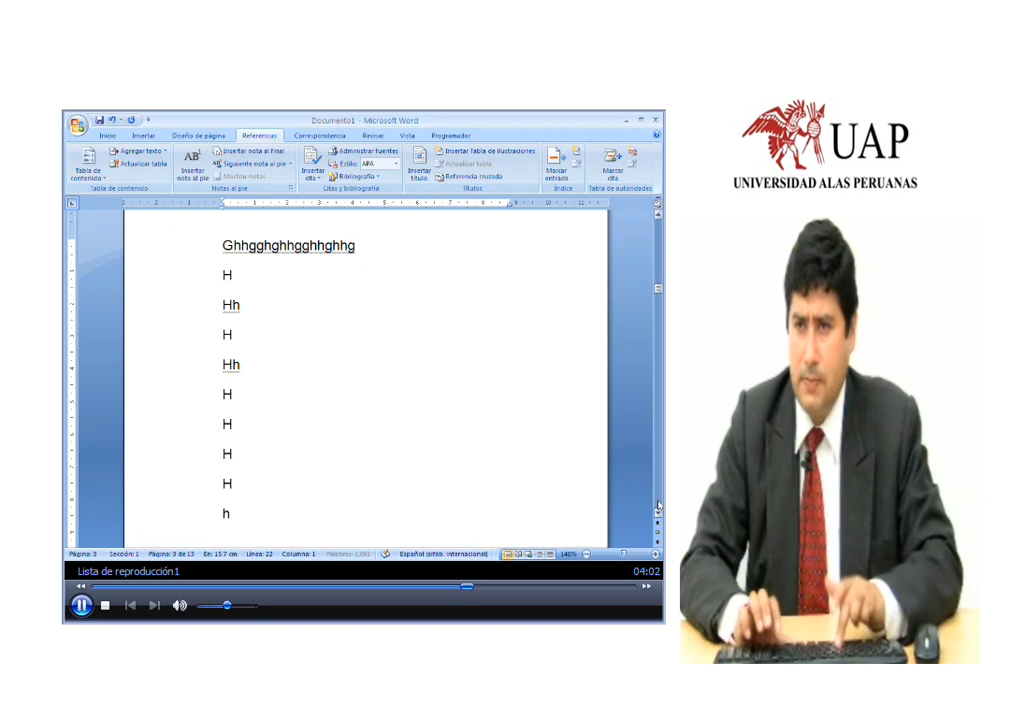 Documento1 - Microsoft Word
Inicio Insertar Diseño de página Referencias Correspondencia Revisar Vista Programador
Tabla de contenido
Agregar texto
Actualizar tabla
Tabla de contenido
AB¹
Insertar nota al pie
Insertar nota al final
Siguiente nota al pie
Mostrar notas
Notas al pie
Insertar cita
Administrar fuentes
Estilo: APA
Bibliografía
Citas y bibliografía
Insertar título
Insertar Tabla de ilustraciones
Actualizar tabla
Referencia cruzada
Títulos
Marcar entrada
Índice
Marcar cita
Tabla de autoridades
Ghhgghghhgghhghhg
H
Hh
H
Hh
H
H
H
H
h
Página: 3 Sección: 1 Página: 3 de 13 En: 15.7 cm Línea: 22 Columna: 1 Español (alfab. internacional) 148%
Lista de reproducción1 04:02
UAP
UNIVERSIDAD ALAS PERUANAS